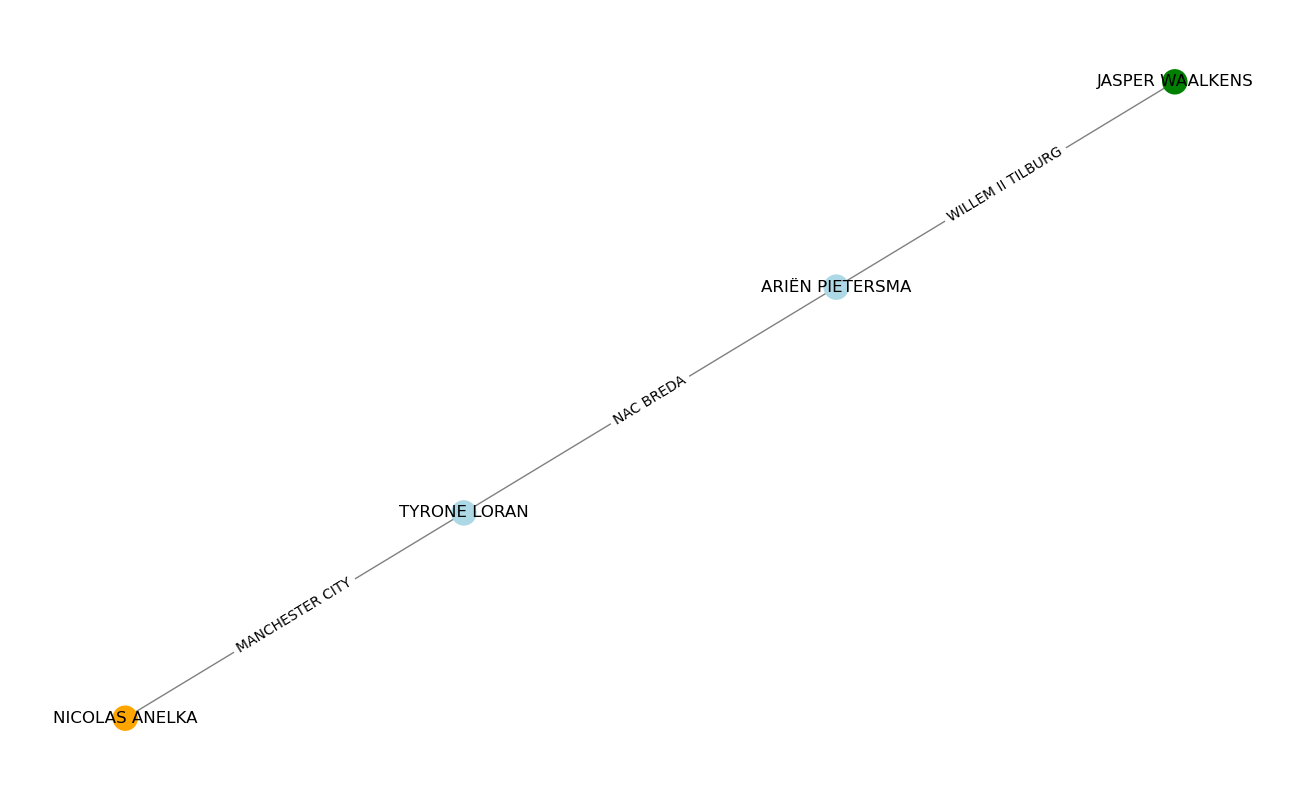 JASPER WAALKENS
WILLEM II TILBURG
ARIËN PIETERSMA
NAC BREDA
TYRONE LORAN
MANCHESTER CITY
NICOLAS ANELKA